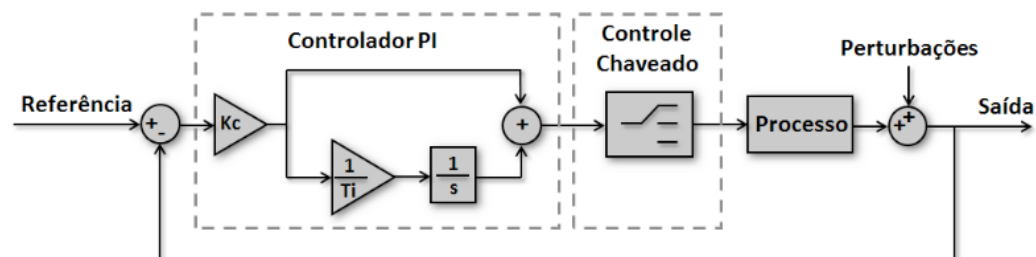 Controlador PI
Controle
Chaveado
Perturbações
Referência
Saída
+
-
Kc
+
Processo
+
+
1
Ti
1
s